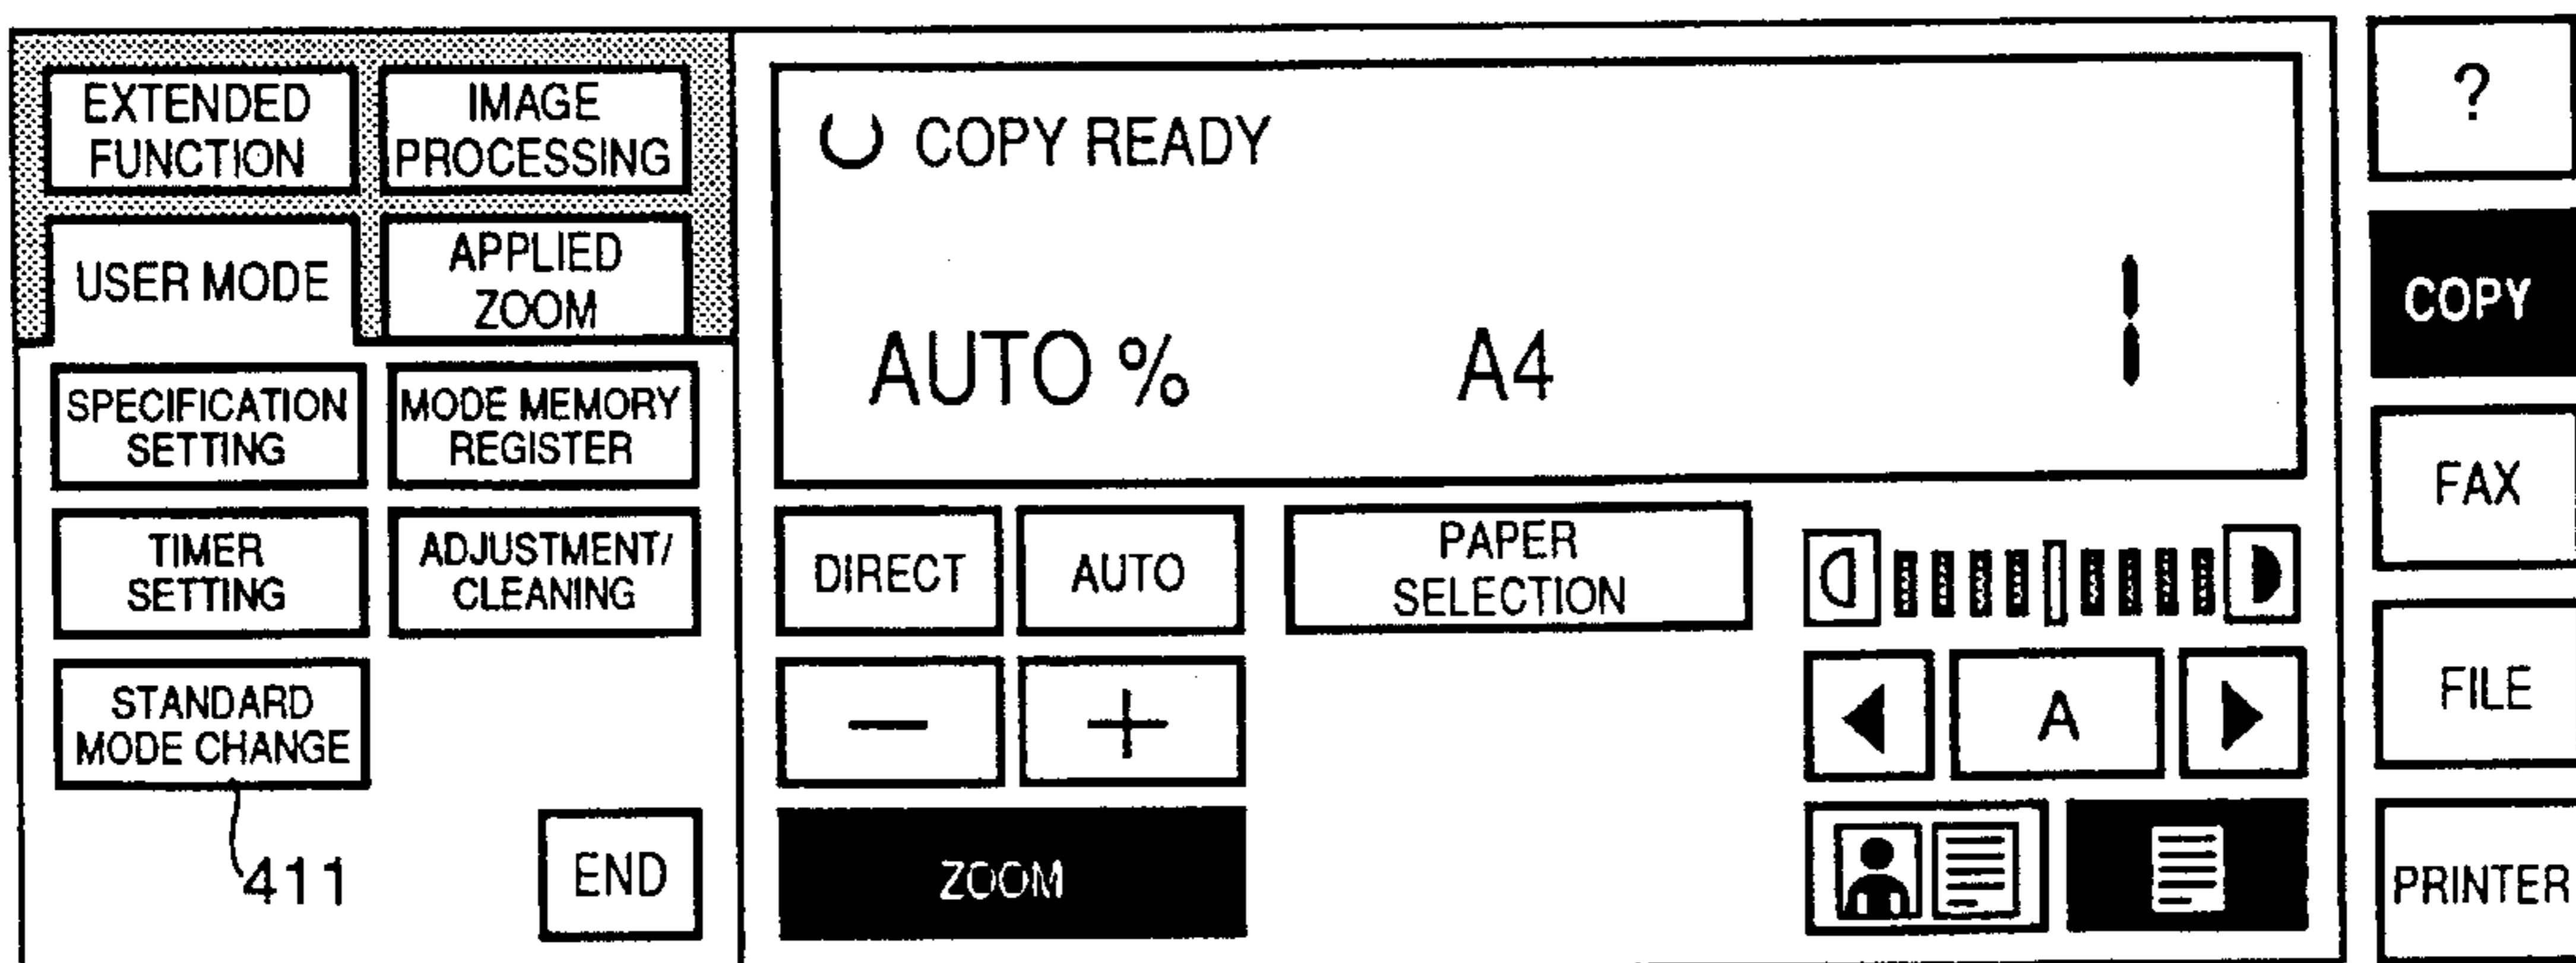 EXTENDED
FUNCTION
IMAGE
PROCESSING
USER MODE
APPLIED
ZOOM
SPECIFICATION
SETTING
MODE MEMORY
REGISTER
TIMER
SETTING
ADJUSTMENT/
CLEANING
STANDARD
MODE CHANGE
411
END
COPY READY
AUTO % A4 1
DIRECT
AUTO
PAPER
SELECTION
− +
A
ZOOM
?
COPY
FAX
FILE
PRINTER